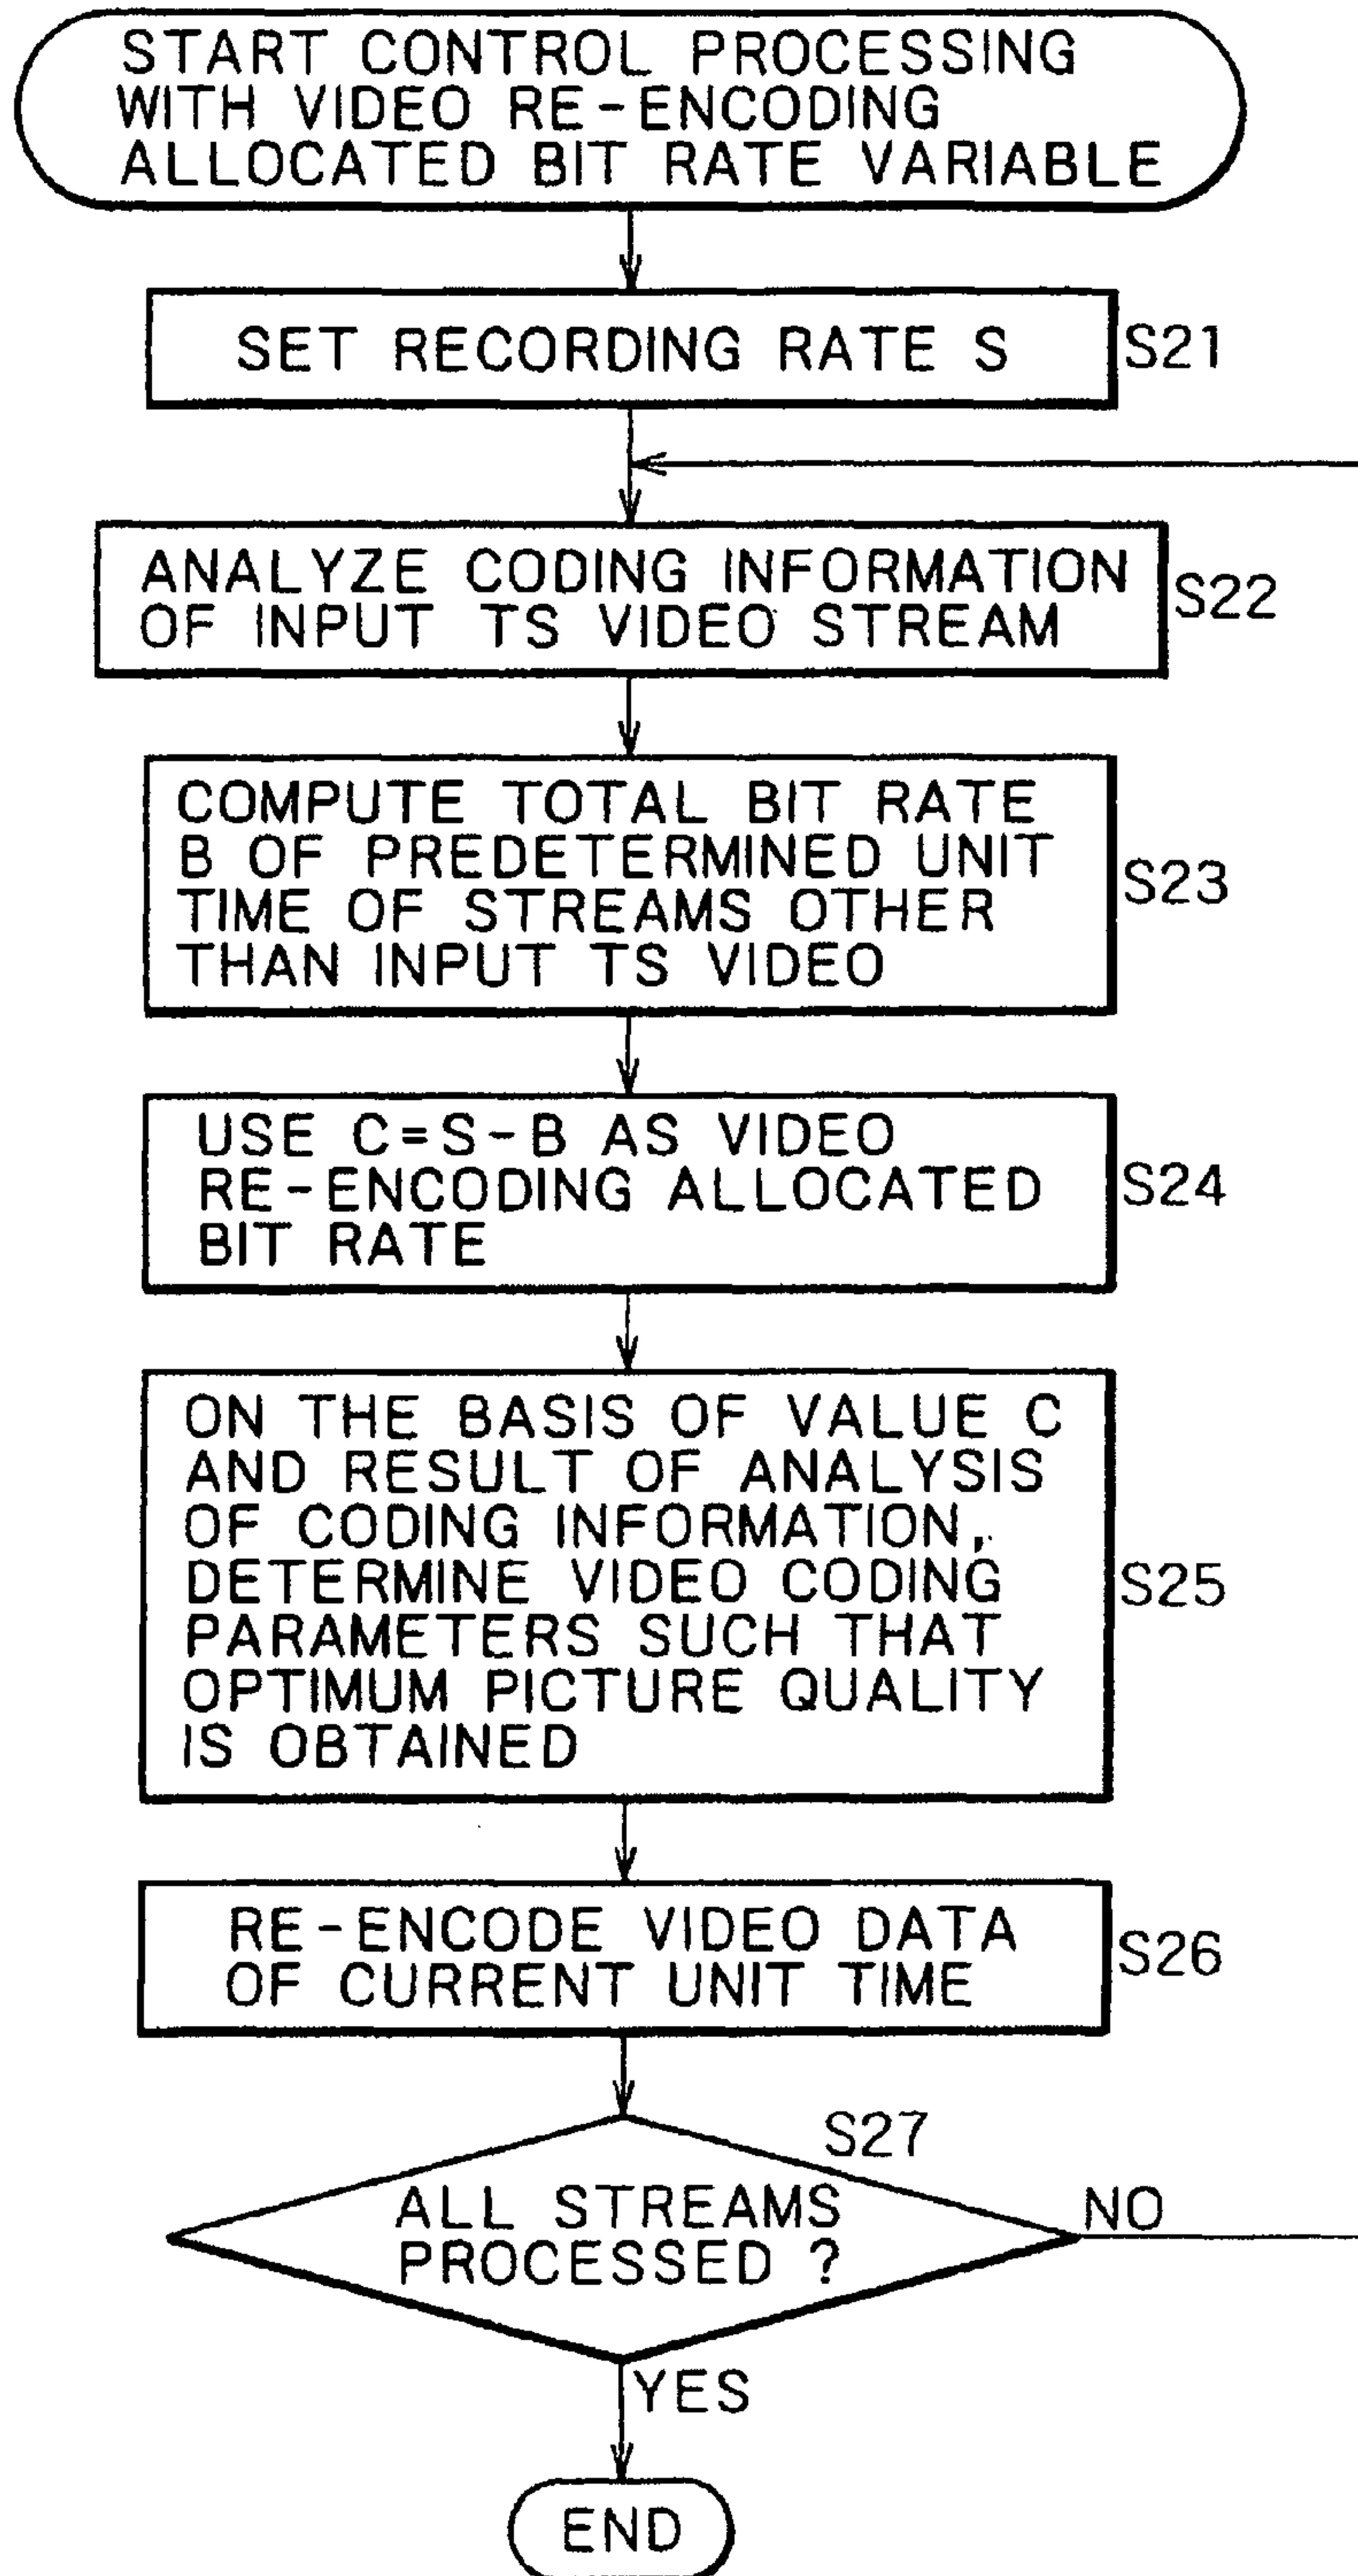 START CONTROL PROCESSING
WITH VIDEO RE-ENCODING
ALLOCATED BIT RATE VARIABLE
SET RECORDING RATE S
S21
ANALYZE CODING INFORMATION
OF INPUT TS VIDEO STREAM
S22
COMPUTE TOTAL BIT RATE
B OF PREDETERMINED UNIT
TIME OF STREAMS OTHER
THAN INPUT TS VIDEO
S23
USE C=S-B AS VIDEO
RE-ENCODING ALLOCATED
BIT RATE
S24
ON THE BASIS OF VALUE C
AND RESULT OF ANALYSIS
OF CODING INFORMATION,
DETERMINE VIDEO CODING
PARAMETERS SUCH THAT
OPTIMUM PICTURE QUALITY
IS OBTAINED
S25
RE-ENCODE VIDEO DATA
OF CURRENT UNIT TIME
S26
S27
ALL STREAMS
PROCESSED ?
NO
YES
END